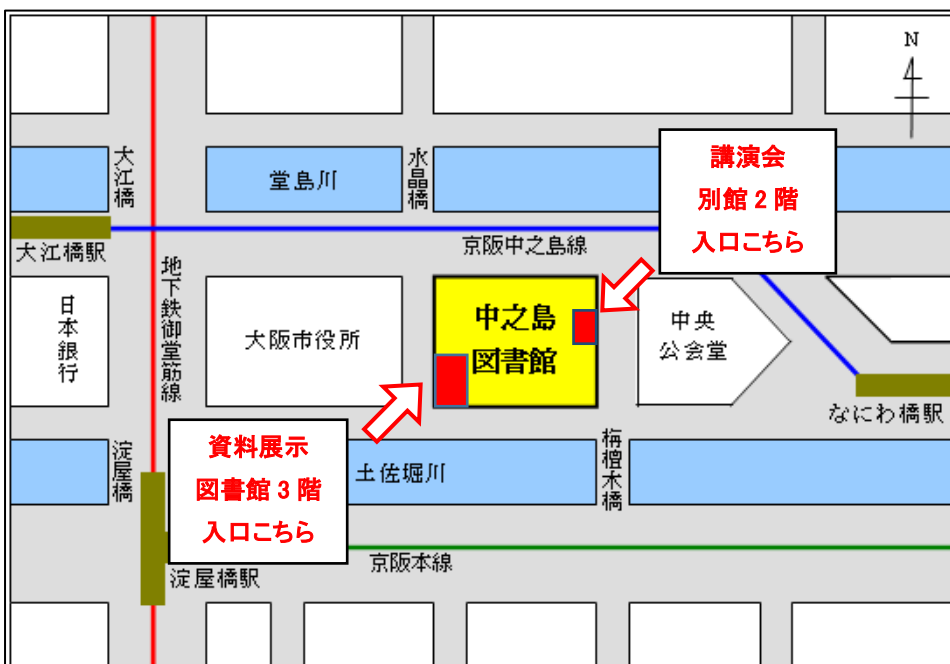 N
大江橋
水晶橋
堂島川
講演会
別館2階
入口こちら
大江橋駅
京阪中之島線
地下鉄御堂筋線
日本銀行
大阪市役所
中之島
図書館
中央
公会堂
なにわ橋駅
淀屋橋
資料展示
図書館3階
入口こちら
土佐堀川
栴檀木橋
京阪本線
淀屋橋駅